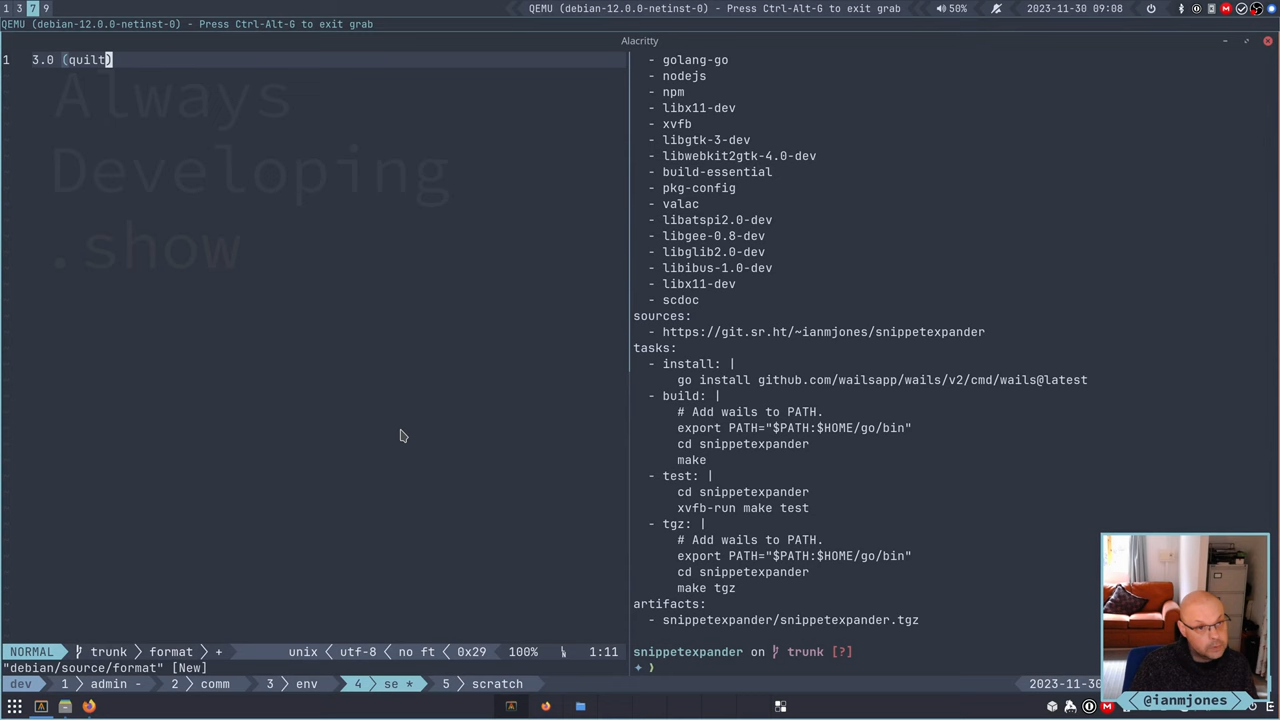 1 3 7 9
QEMU (debian-12.0.0-netinst-0) - Press Ctrl-Alt-G to exit grab
50%
2023-11-30 09:08
QEMU (debian-12.0.0-netinst-0) - Press Ctrl-Alt-G to exit grab
Alacritty
1 3.0 (quilt)
Always
Developing
.show
- golang-go
- nodejs
- npm
- libx11-dev
- xvfb
- libgtk-3-dev
- libwebkit2gtk-4.0-dev
- build-essential
- pkg-config
- valac
- libatspi2.0-dev
- libgee-0.8-dev
- libglib2.0-dev
- libibus-1.0-dev
- libx11-dev
- scdoc
sources:
- https://git.sr.ht/~ianmjones/snippetexpander
tasks:
- install: |
go install github.com/wailsapp/wails/v2/cmd/wails@latest
- build: |
# Add wails to PATH.
export PATH="$PATH:$HOME/go/bin"
cd snippetexpander
make
- test: |
cd snippetexpander
xvfb-run make test
- tgz: |
# Add wails to PATH.
export PATH="$PATH:$HOME/go/bin"
cd snippetexpander
make tgz
artifacts:
- snippetexpander/snippetexpander.tgz
snippetexpander on trunk [?]
NORMAL trunk format + unix utf-8 no ft 0x29 100% 1:11
"debian/source/format" [New]
dev 1 admin - 2 comm 3 env 4 se * 5 scratch
2023-11-30
@ianmjones